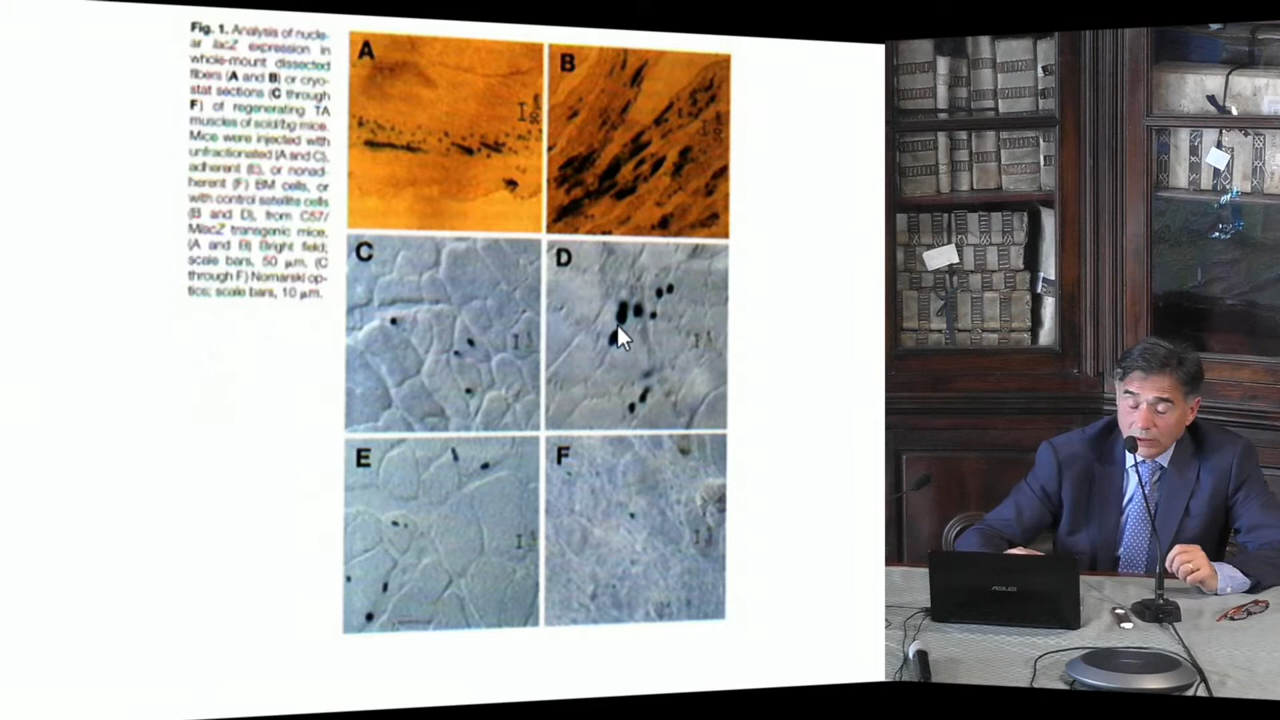 Fig. 1. Analysis of nucle-
ar lacZ expression in
whole-mount dissected
fibers (A and B) or cryo-
stat sections (C through
F) of regenerating TA
muscles of scid/bg mice.
Mice were injected with
unfractionated (A and C),
adherent (E), or nonad-
herent (F) BM cells, or
with control satellite cells
(B and D), from C57/
MlacZ transgenic mice.
(A and B) Bright field;
scale bars, 50 μm. (C
through F) Nomarski op-
tics; scale bars, 10 μm.
A
B
C
D
E
F
ASUS